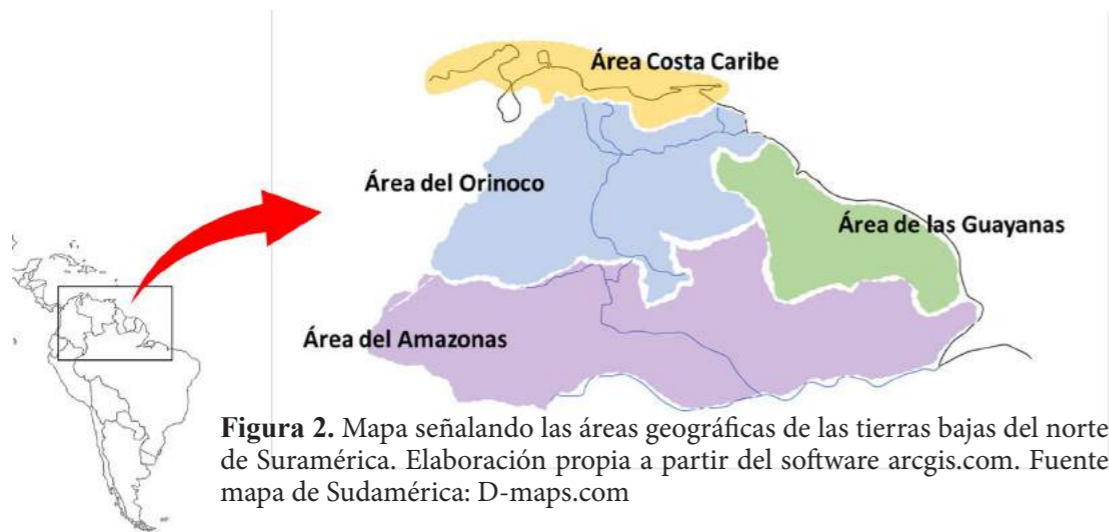 Área Costa Caribe
Área del Orinoco
Área de las Guayanas
Área del Amazonas
Figura 2. Mapa señalando las áreas geográficas de las tierras bajas del norte
de Suramérica. Elaboración propia a partir del software arcgis.com. Fuente
mapa de Sudamérica: D-maps.com